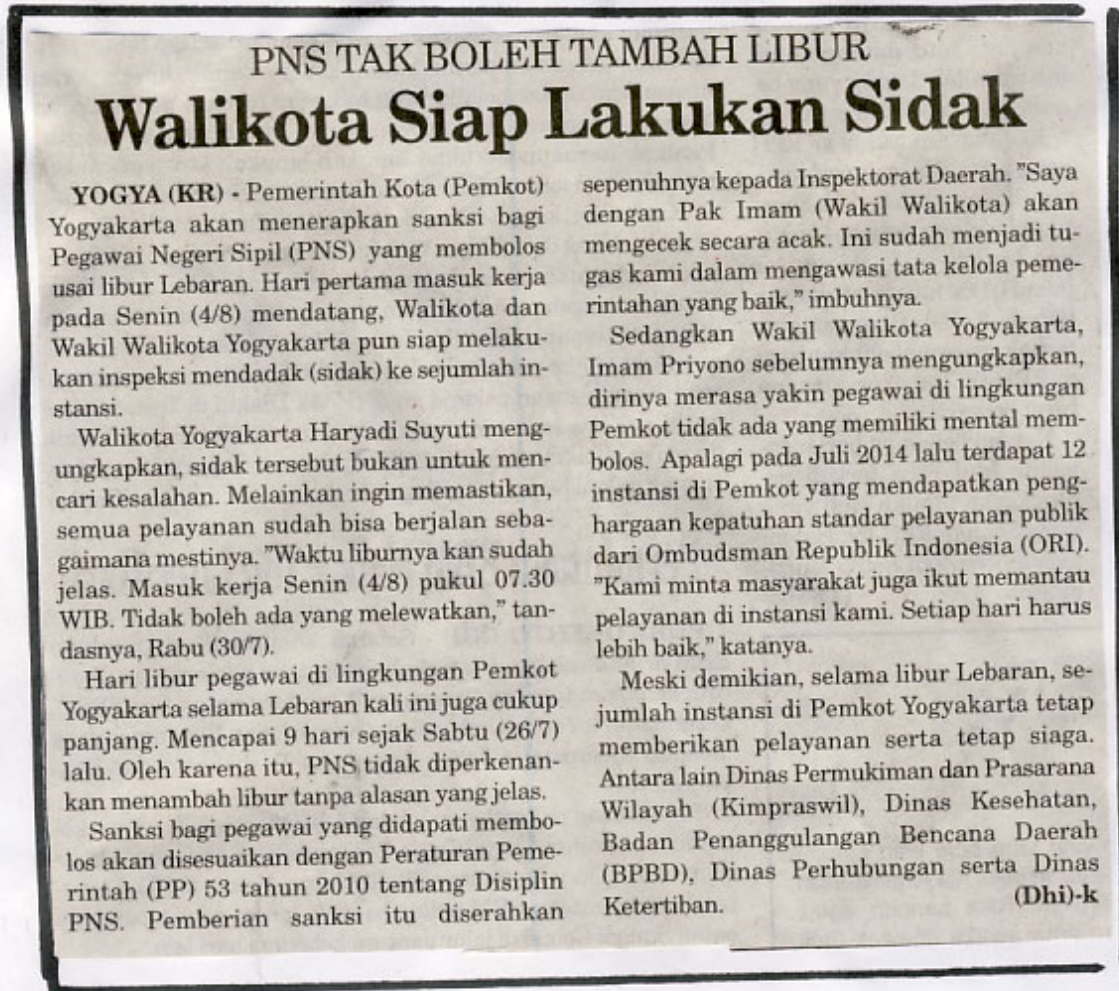 PNS TAK BOLEH TAMBAH LIBUR
Walikota Siap Lakukan Sidak
YOGYA (KR) - Pemerintah Kota (Pemkot)
Yogyakarta akan menerapkan sanksi bagi
Pegawai Negeri Sipil (PNS) yang membolos
usai libur Lebaran. Hari pertama masuk kerja
pada Senin (4/8) mendatang, Walikota dan
Wakil Walikota Yogyakarta pun siap melaku-
kan inspeksi mendadak (sidak) ke sejumlah in-
stansi.
Walikota Yogyakarta Haryadi Suyuti meng-
ungkapkan, sidak tersebut bukan untuk men-
cari kesalahan. Melainkan ingin memastikan,
semua pelayanan sudah bisa berjalan seba-
gaimana mestinya. "Waktu liburnya kan sudah
jelas. Masuk kerja Senin (4/8) pukul 07.30
WIB. Tidak boleh ada yang melewatkan," tan-
dasnya, Rabu (30/7).
Hari libur pegawai di lingkungan Pemkot
Yogyakarta selama Lebaran kali ini juga cukup
panjang. Mencapai 9 hari sejak Sabtu (26/7)
lalu. Oleh karena itu, PNS tidak diperkenan-
kan menambah libur tanpa alasan yang jelas.
Sanksi bagi pegawai yang didapati membo-
los akan disesuaikan dengan Peraturan Peme-
rintah (PP) 53 tahun 2010 tentang Disiplin
PNS. Pemberian sanksi itu diserahkan
sepenuhnya kepada Inspektorat Daerah. "Saya
dengan Pak Imam (Wakil Walikota) akan
mengecek secara acak. Ini sudah menjadi tu-
gas kami dalam mengawasi tata kelola peme-
rintahan yang baik," imbuhnya.
Sedangkan Wakil Walikota Yogyakarta,
Imam Priyono sebelumnya mengungkapkan,
dirinya merasa yakin pegawai di lingkungan
Pemkot tidak ada yang memiliki mental mem-
bolos. Apalagi pada Juli 2014 lalu terdapat 12
instansi di Pemkot yang mendapatkan peng-
hargaan kepatuhan standar pelayanan publik
dari Ombudsman Republik Indonesia (ORI).
"Kami minta masyarakat juga ikut memantau
pelayanan di instansi kami. Setiap hari harus
lebih baik," katanya.
Meski demikian, selama libur Lebaran, se-
jumlah instansi di Pemkot Yogyakarta tetap
memberikan pelayanan serta tetap siaga.
Antara lain Dinas Permukiman dan Prasarana
Wilayah (Kimpraswil), Dinas Kesehatan,
Badan Penanggulangan Bencana Daerah
(BPBD), Dinas Perhubungan serta Dinas
Ketertiban. (Dhi)-k